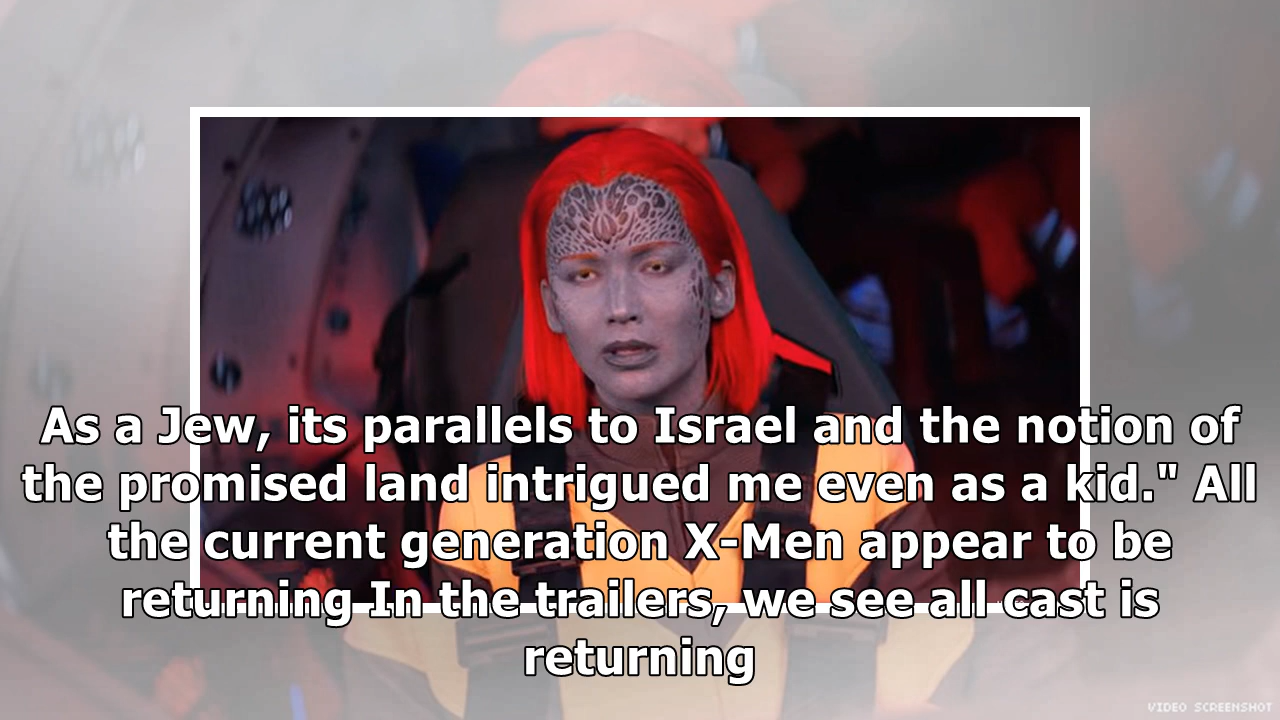 As a Jew, its parallels to Israel and the notion of
the promised land intrigued me even as a kid." All
the current generation X-Men appear to be
returning In the trailers, we see all cast is
returning
VIDEO SCREENSHOT